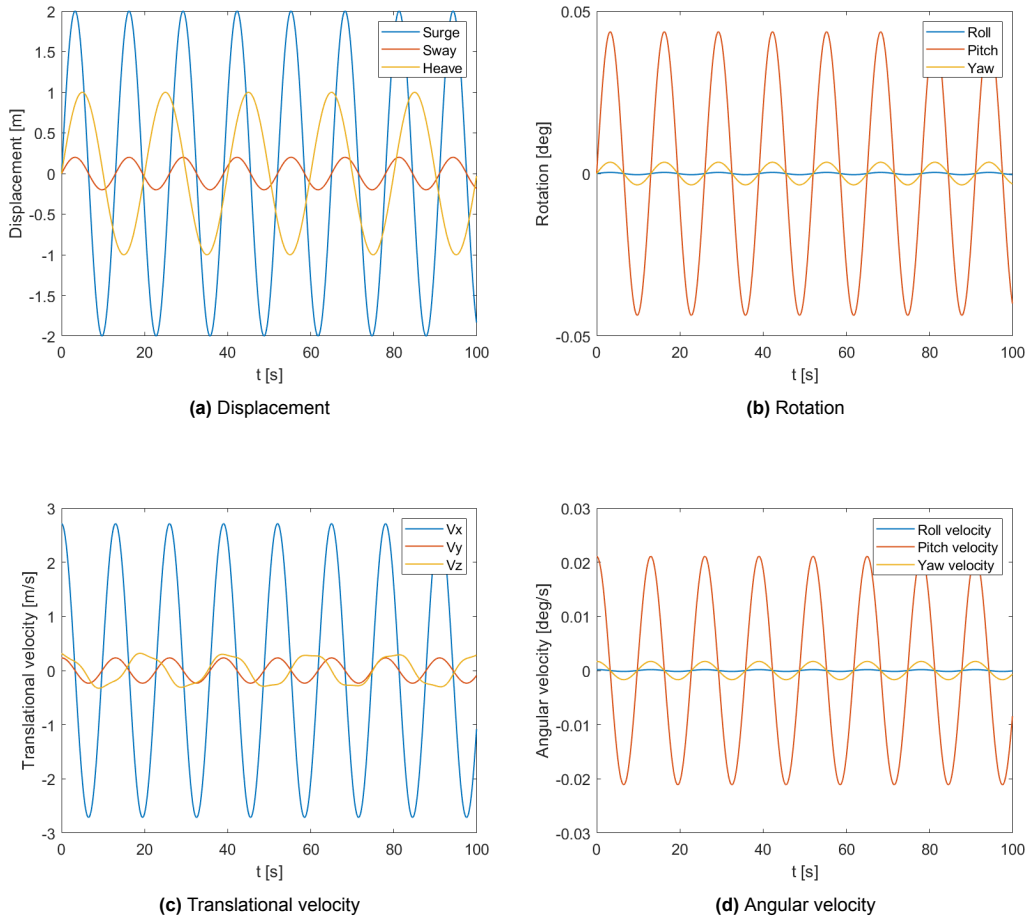 Displacement [m]
2
1.5
1
0.5
0
-0.5
-1
-1.5
-2
Surge
Sway
Heave
0 20 40 60 80 100
t [s]
(a) Displacement
Rotation [deg]
0.05
0
-0.05
Roll
Pitch
Yaw
0 20 40 60 80 100
t [s]
(b) Rotation
Translational velocity [m/s]
3
2
1
0
-1
-2
-3
Vx
Vy
Vz
0 20 40 60 80 100
t [s]
(c) Translational velocity
Angular velocity [deg/s]
0.03
0.02
0.01
0
-0.01
-0.02
-0.03
Roll velocity
Pitch velocity
Yaw velocity
0 20 40 60 80 100
t [s]
(d) Angular velocity